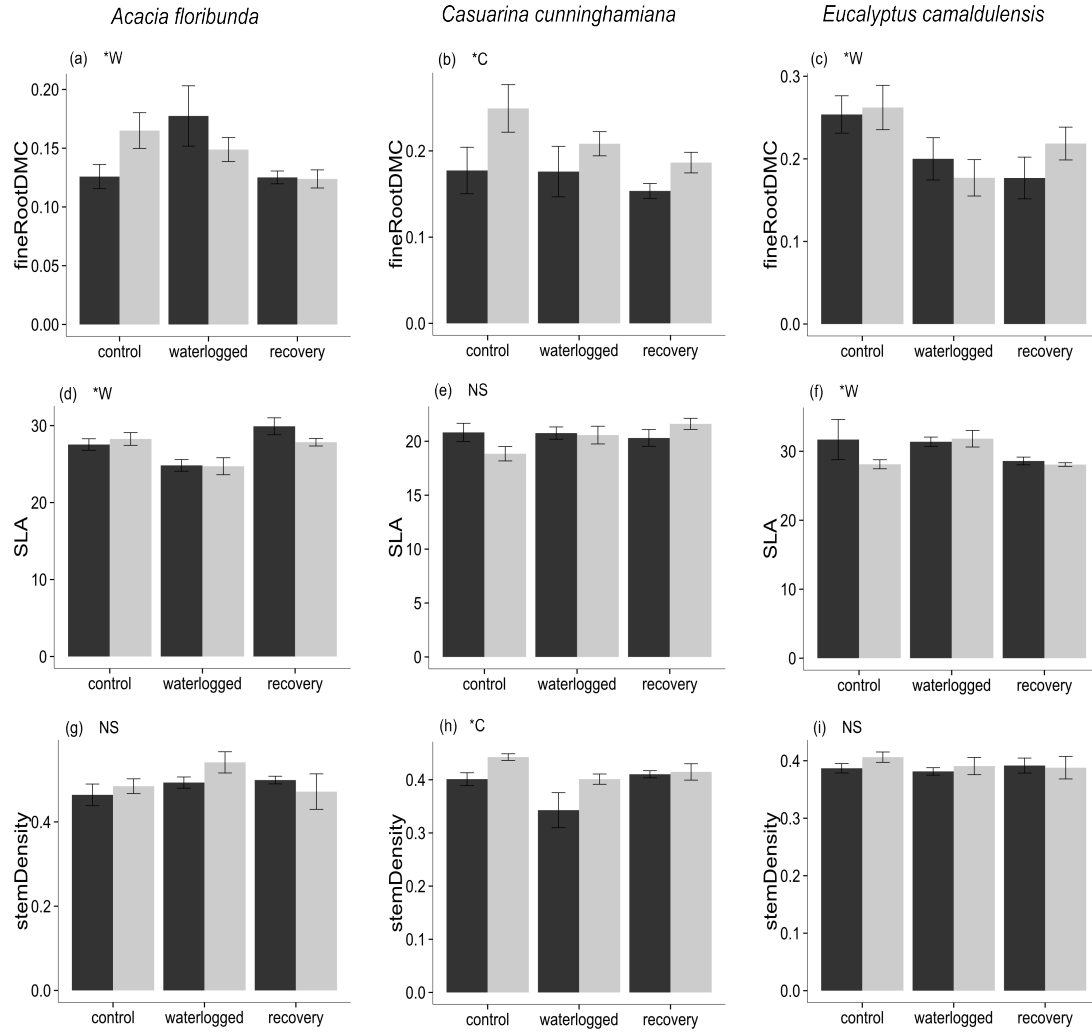 Acacia floribunda
Casuarina cunninghamiana
Eucalyptus camaldulensis
(a) *W
fineRootDMC
0.20
0.15
0.10
0.05
0.00
control waterlogged recovery
(b) *C
fineRootDMC
0.2
0.1
0.0
control waterlogged recovery
(c) *W
fineRootDMC
0.3
0.2
0.1
0.0
control waterlogged recovery
(d) *W
SLA
30
20
10
0
control waterlogged recovery
(e) NS
SLA
20
15
10
5
0
control waterlogged recovery
(f) *W
SLA
30
20
10
0
control waterlogged recovery
(g) NS
stemDensity
0.4
0.2
0.0
control waterlogged recovery
(h) *C
stemDensity
0.4
0.3
0.2
0.1
0.0
control waterlogged recovery
(i) NS
stemDensity
0.4
0.3
0.2
0.1
0.0
control waterlogged recovery